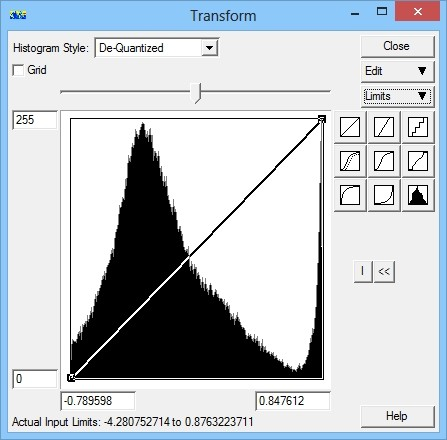 Transform
Histogram Style: De-Quantized
Close
Grid
Edit
Limits
255
I <<
0
-0.789598 0.847612
Help
Actual Input Limits: -4.280752714 to 0.8763223711